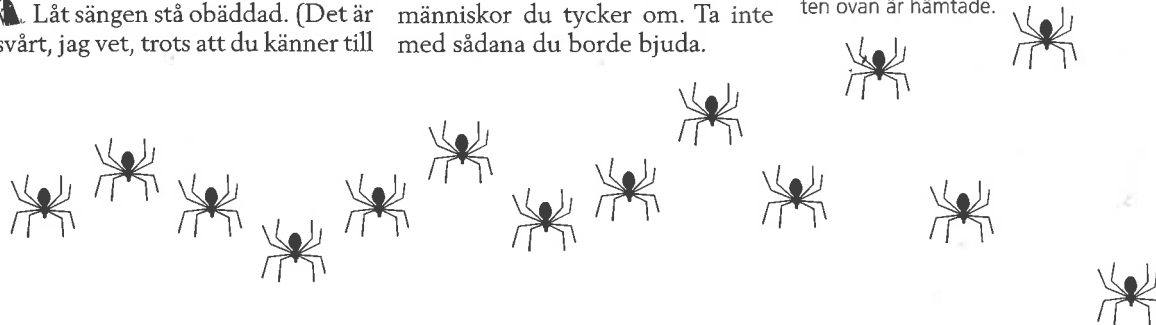 Låt sängen stå obäddad. (Det är
svårt, jag vet, trots att du känner till
människor du tycker om. Ta inte
med sådana du borde bjuda.
ten ovan är hämtade.